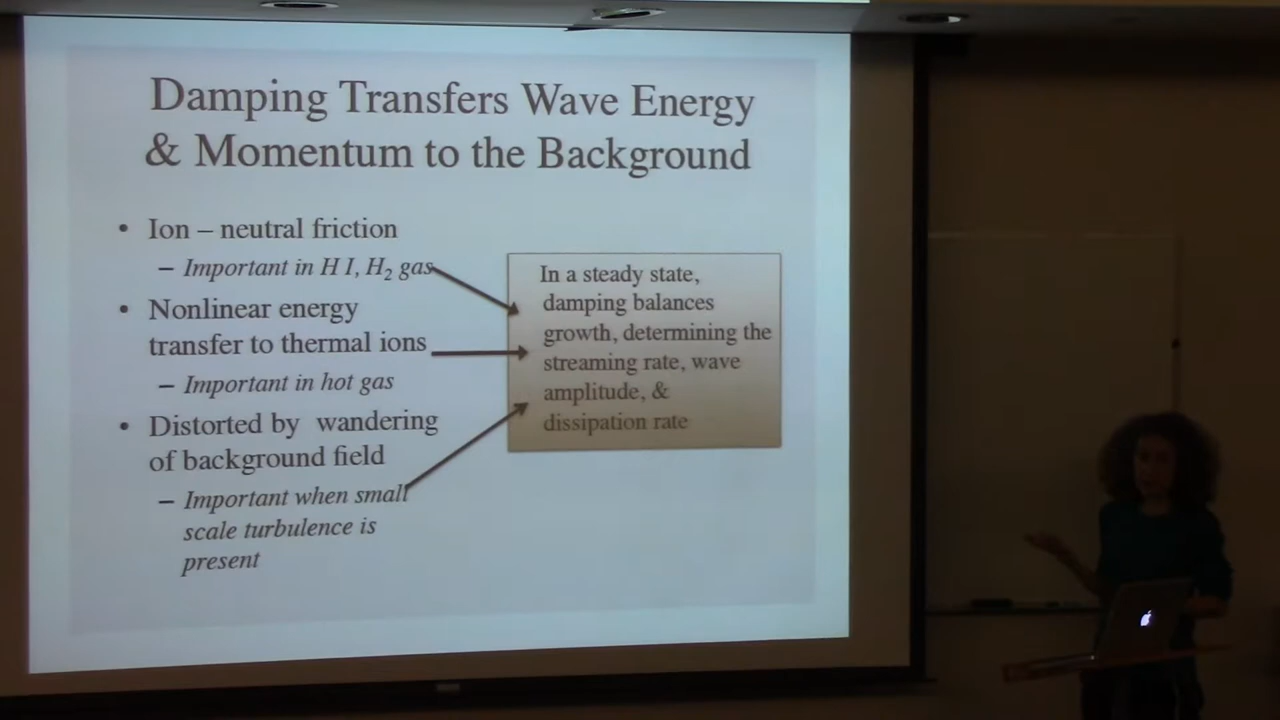 Damping Transfers Wave Energy
& Momentum to the Background
• Ion – neutral friction
– Important in H I, H₂ gas
• Nonlinear energy
transfer to thermal ions
– Important in hot gas
• Distorted by wandering
of background field
– Important when small
scale turbulence is
present
In a steady state,
damping balances
growth, determining the
streaming rate, wave
amplitude, &
dissipation rate